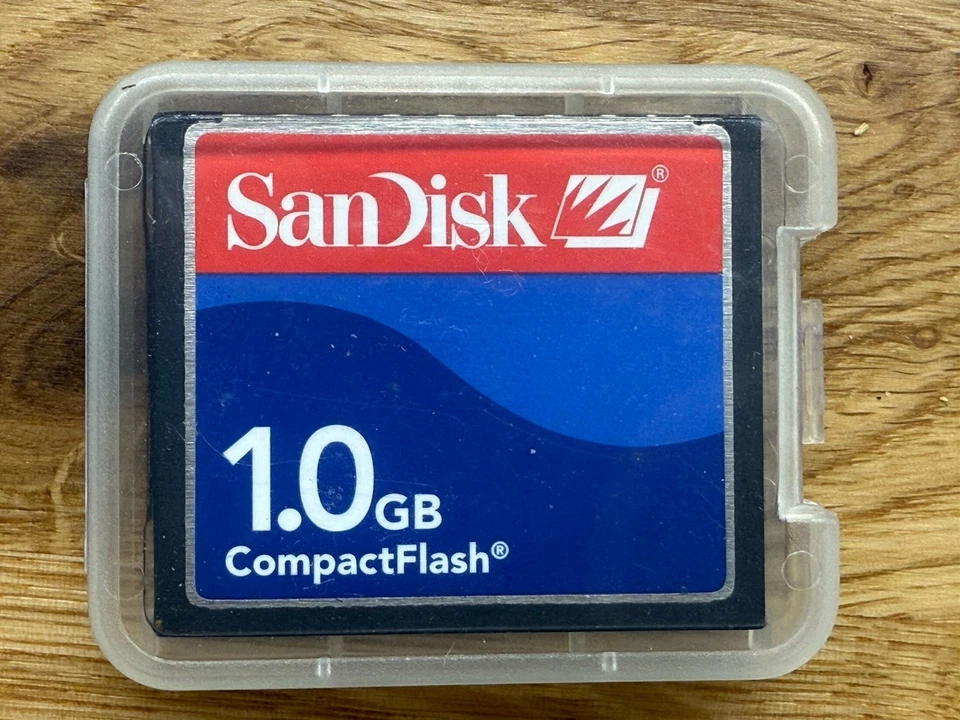 SanDisk ®
1.0GB
CompactFlash®